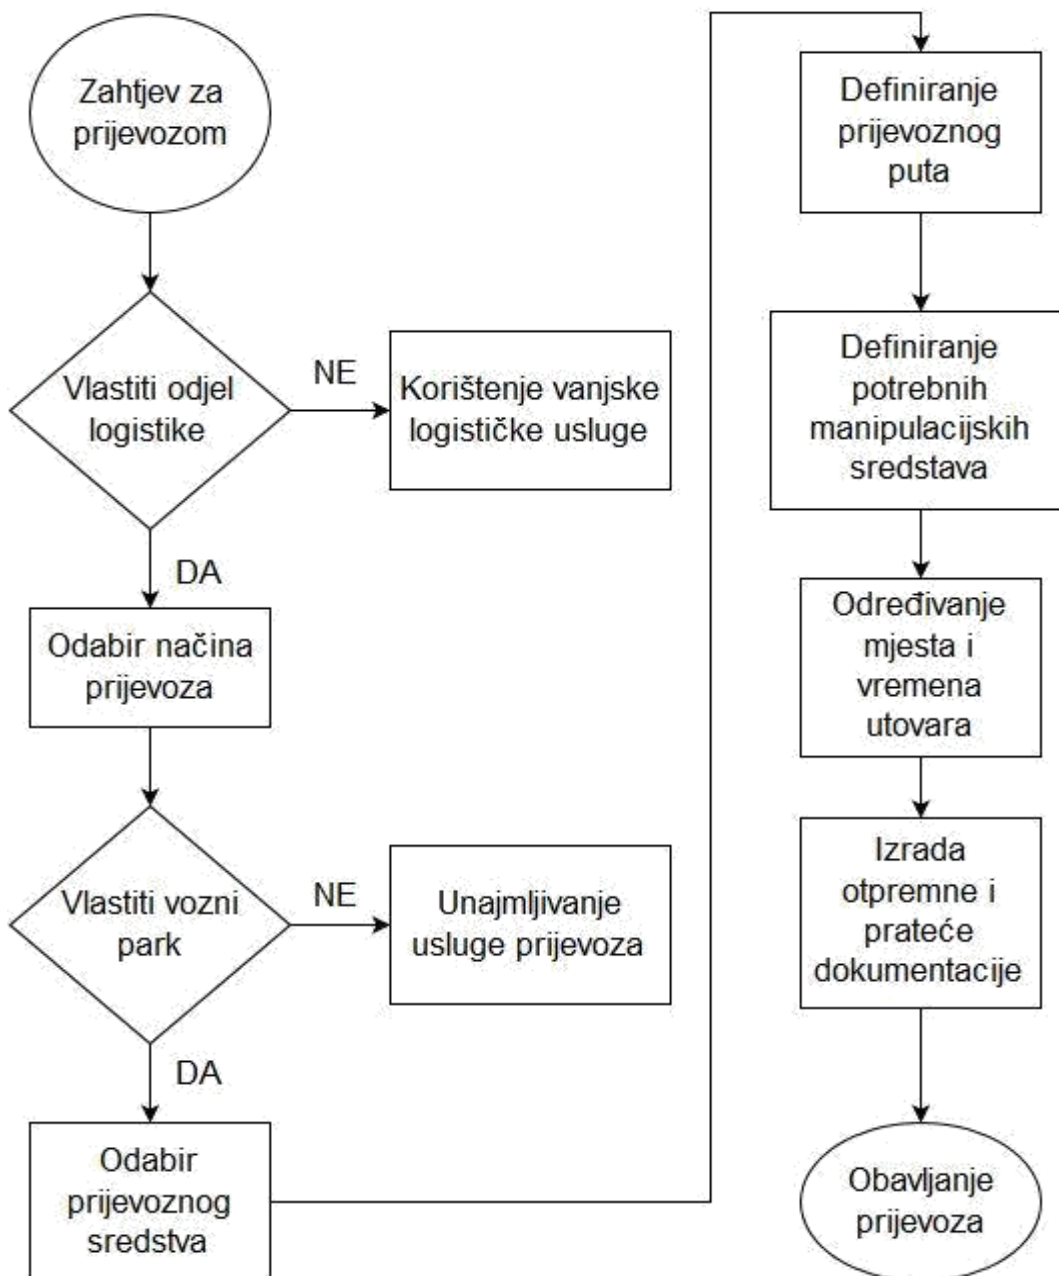 Zahtjev za
prijevozom
Vlastiti odjel
logistike
NE
Korištenje vanjske
logističke usluge
DA
Odabir načina
prijevoza
Vlastiti vozni
park
NE
Unajmljivanje
usluge prijevoza
DA
Odabir
prijevoznog
sredstva
Definiranje
prijevoznog
puta
Definiranje
potrebnih
manipulacijskih
sredstava
Određivanje
mjesta i
vremena
utovara
Izrada
otpremne i
prateće
dokumentacije
Obavljanje
prijevoza